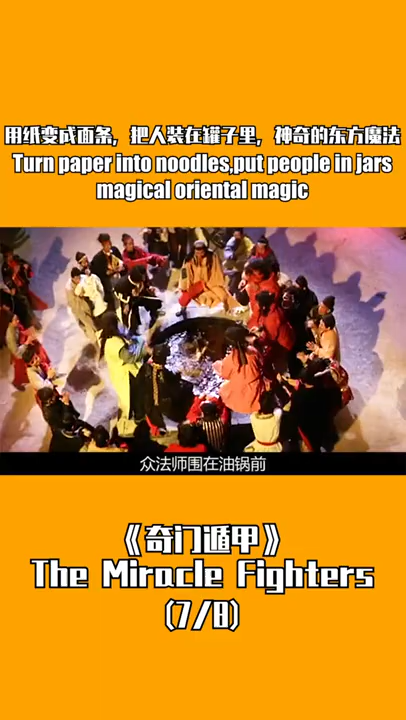 用纸变成面条，把人装在罐子里，神奇的东方魔法
Turn paper into noodles,put people in jars
magical oriental magic
众法师围在油锅前
《奇门遁甲》
The Miracle Fighters
(7/8)